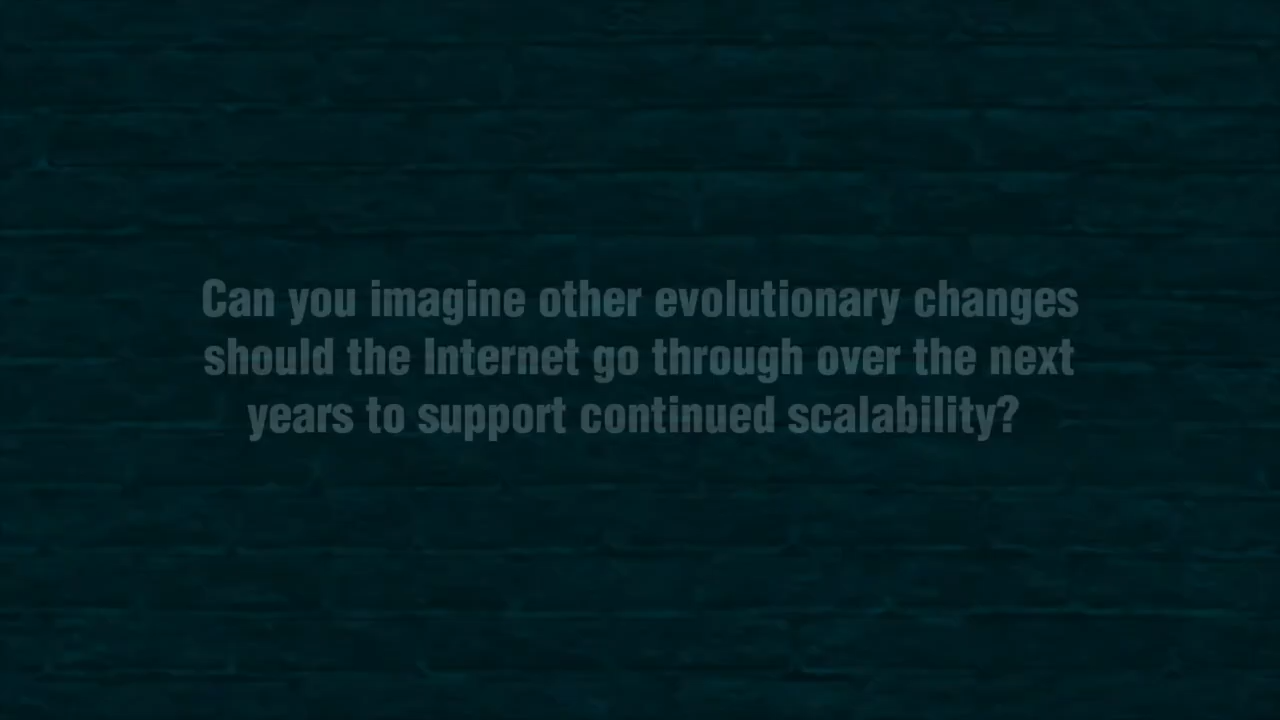 Can you imagine other evolutionary changes
should the Internet go through over the next
years to support continued scalability?